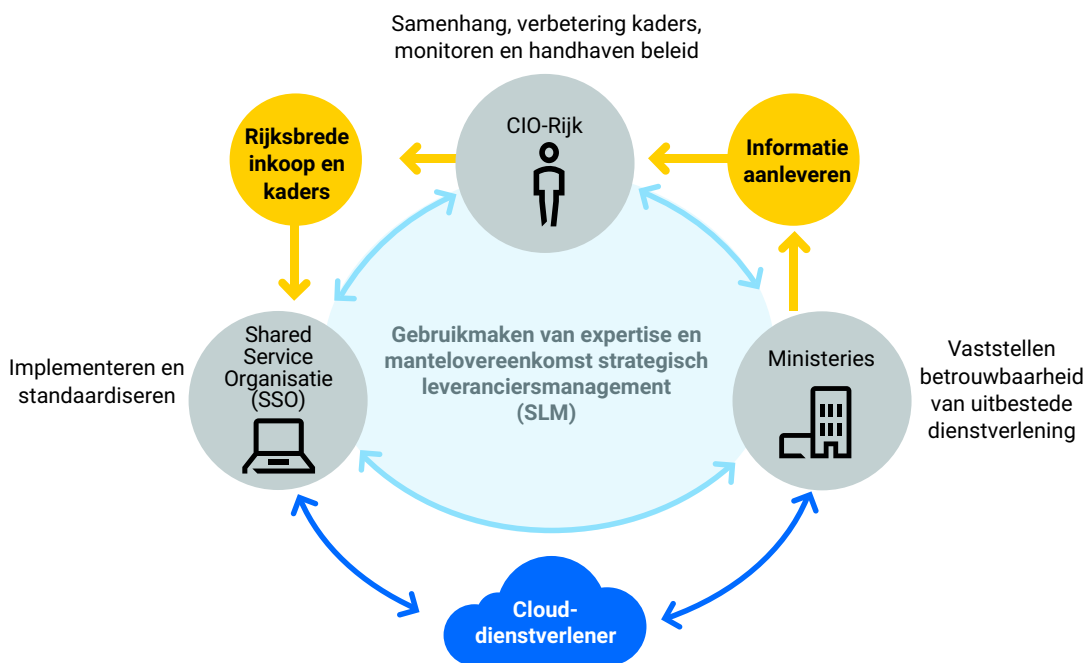 Samenhang, verbetering kaders,
monitoren en handhaven beleid
CIO-Rijk
Rijksbrede
inkoop en
kaders
Informatie
aanleveren
Gebruikmaken van expertise en
mantelovereenkomst strategisch
leveranciersmanagement
(SLM)
Implementeren en
standaardiseren
Shared
Service
Organisatie
(SSO)
Ministeries
Vaststellen
betrouwbaarheid
van uitbestede
dienstverlening
Cloud-
dienstverlener